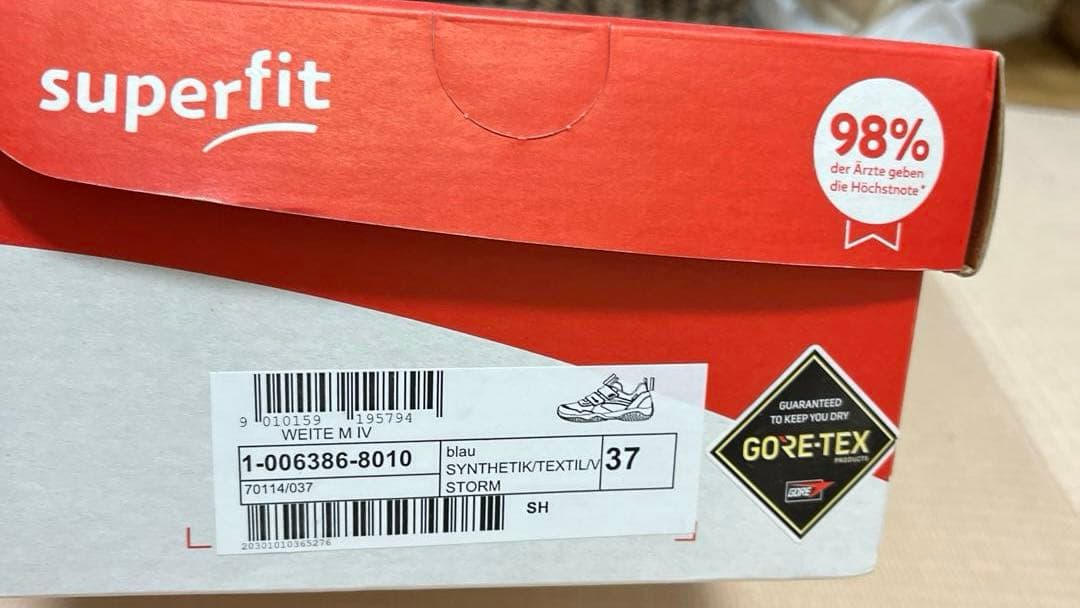 superfit
98%
der Ärzte geben
die Höchstnote*
9 010159 195794
WEITE M IV
1-006386-8010
70114/037
blau
SYNTHETIK/TEXTIL/V
STORM
37
SH
20301010365276
GUARANTEED
TO KEEP YOU DRY
GORE-TEX
PRODUCTS
GORE